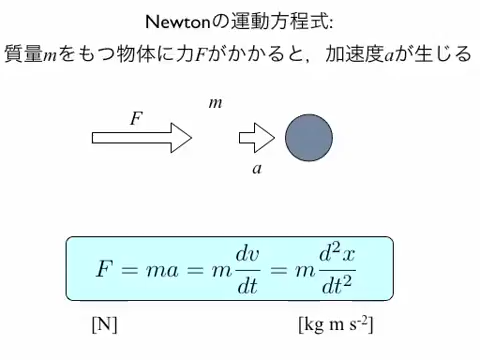 Newtonの運動方程式:
質量mをもつ物体に力Fがかかると，加速度aが生じる
m
F
a
F = ma = m dv/dt = m d²x/dt²
[N] [kg m s⁻²]